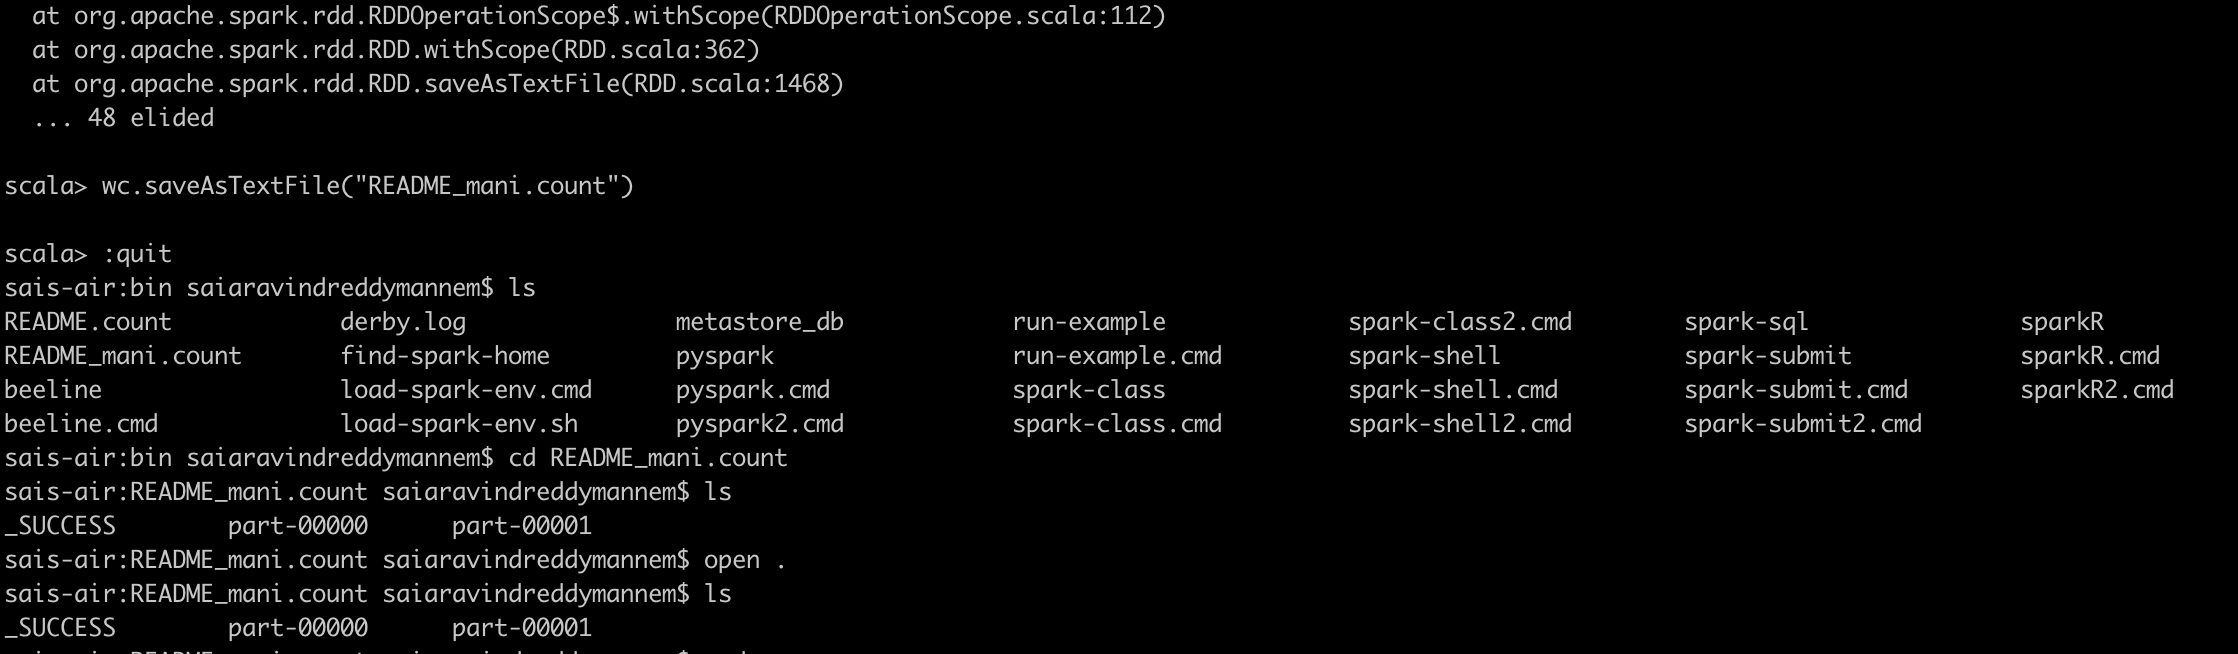 at org.apache.spark.rdd.RDDOperationScope$.withScope(RDDOperationScope.scala:112)
at org.apache.spark.rdd.RDD.withScope(RDD.scala:362)
at org.apache.spark.rdd.RDD.saveAsTextFile(RDD.scala:1468)
... 48 elided
scala> wc.saveAsTextFile("README_mani.count")
scala> :quit
sais-air:bin saiaravindreddymannem$ ls
README.count derby.log metastore_db run-example spark-class2.cmd spark-sql sparkR
README_mani.count find-spark-home pyspark run-example.cmd spark-shell spark-submit sparkR.cmd
beeline load-spark-env.cmd pyspark.cmd spark-class spark-shell.cmd spark-submit.cmd sparkR2.cmd
beeline.cmd load-spark-env.sh pyspark2.cmd spark-class.cmd spark-shell2.cmd spark-submit2.cmd
sais-air:bin saiaravindreddymannem$ cd README_mani.count
sais-air:README_mani.count saiaravindreddymannem$ ls
_SUCCESS part-00000 part-00001
sais-air:README_mani.count saiaravindreddymannem$ open .
sais-air:README_mani.count saiaravindreddymannem$ ls
_SUCCESS part-00000 part-00001